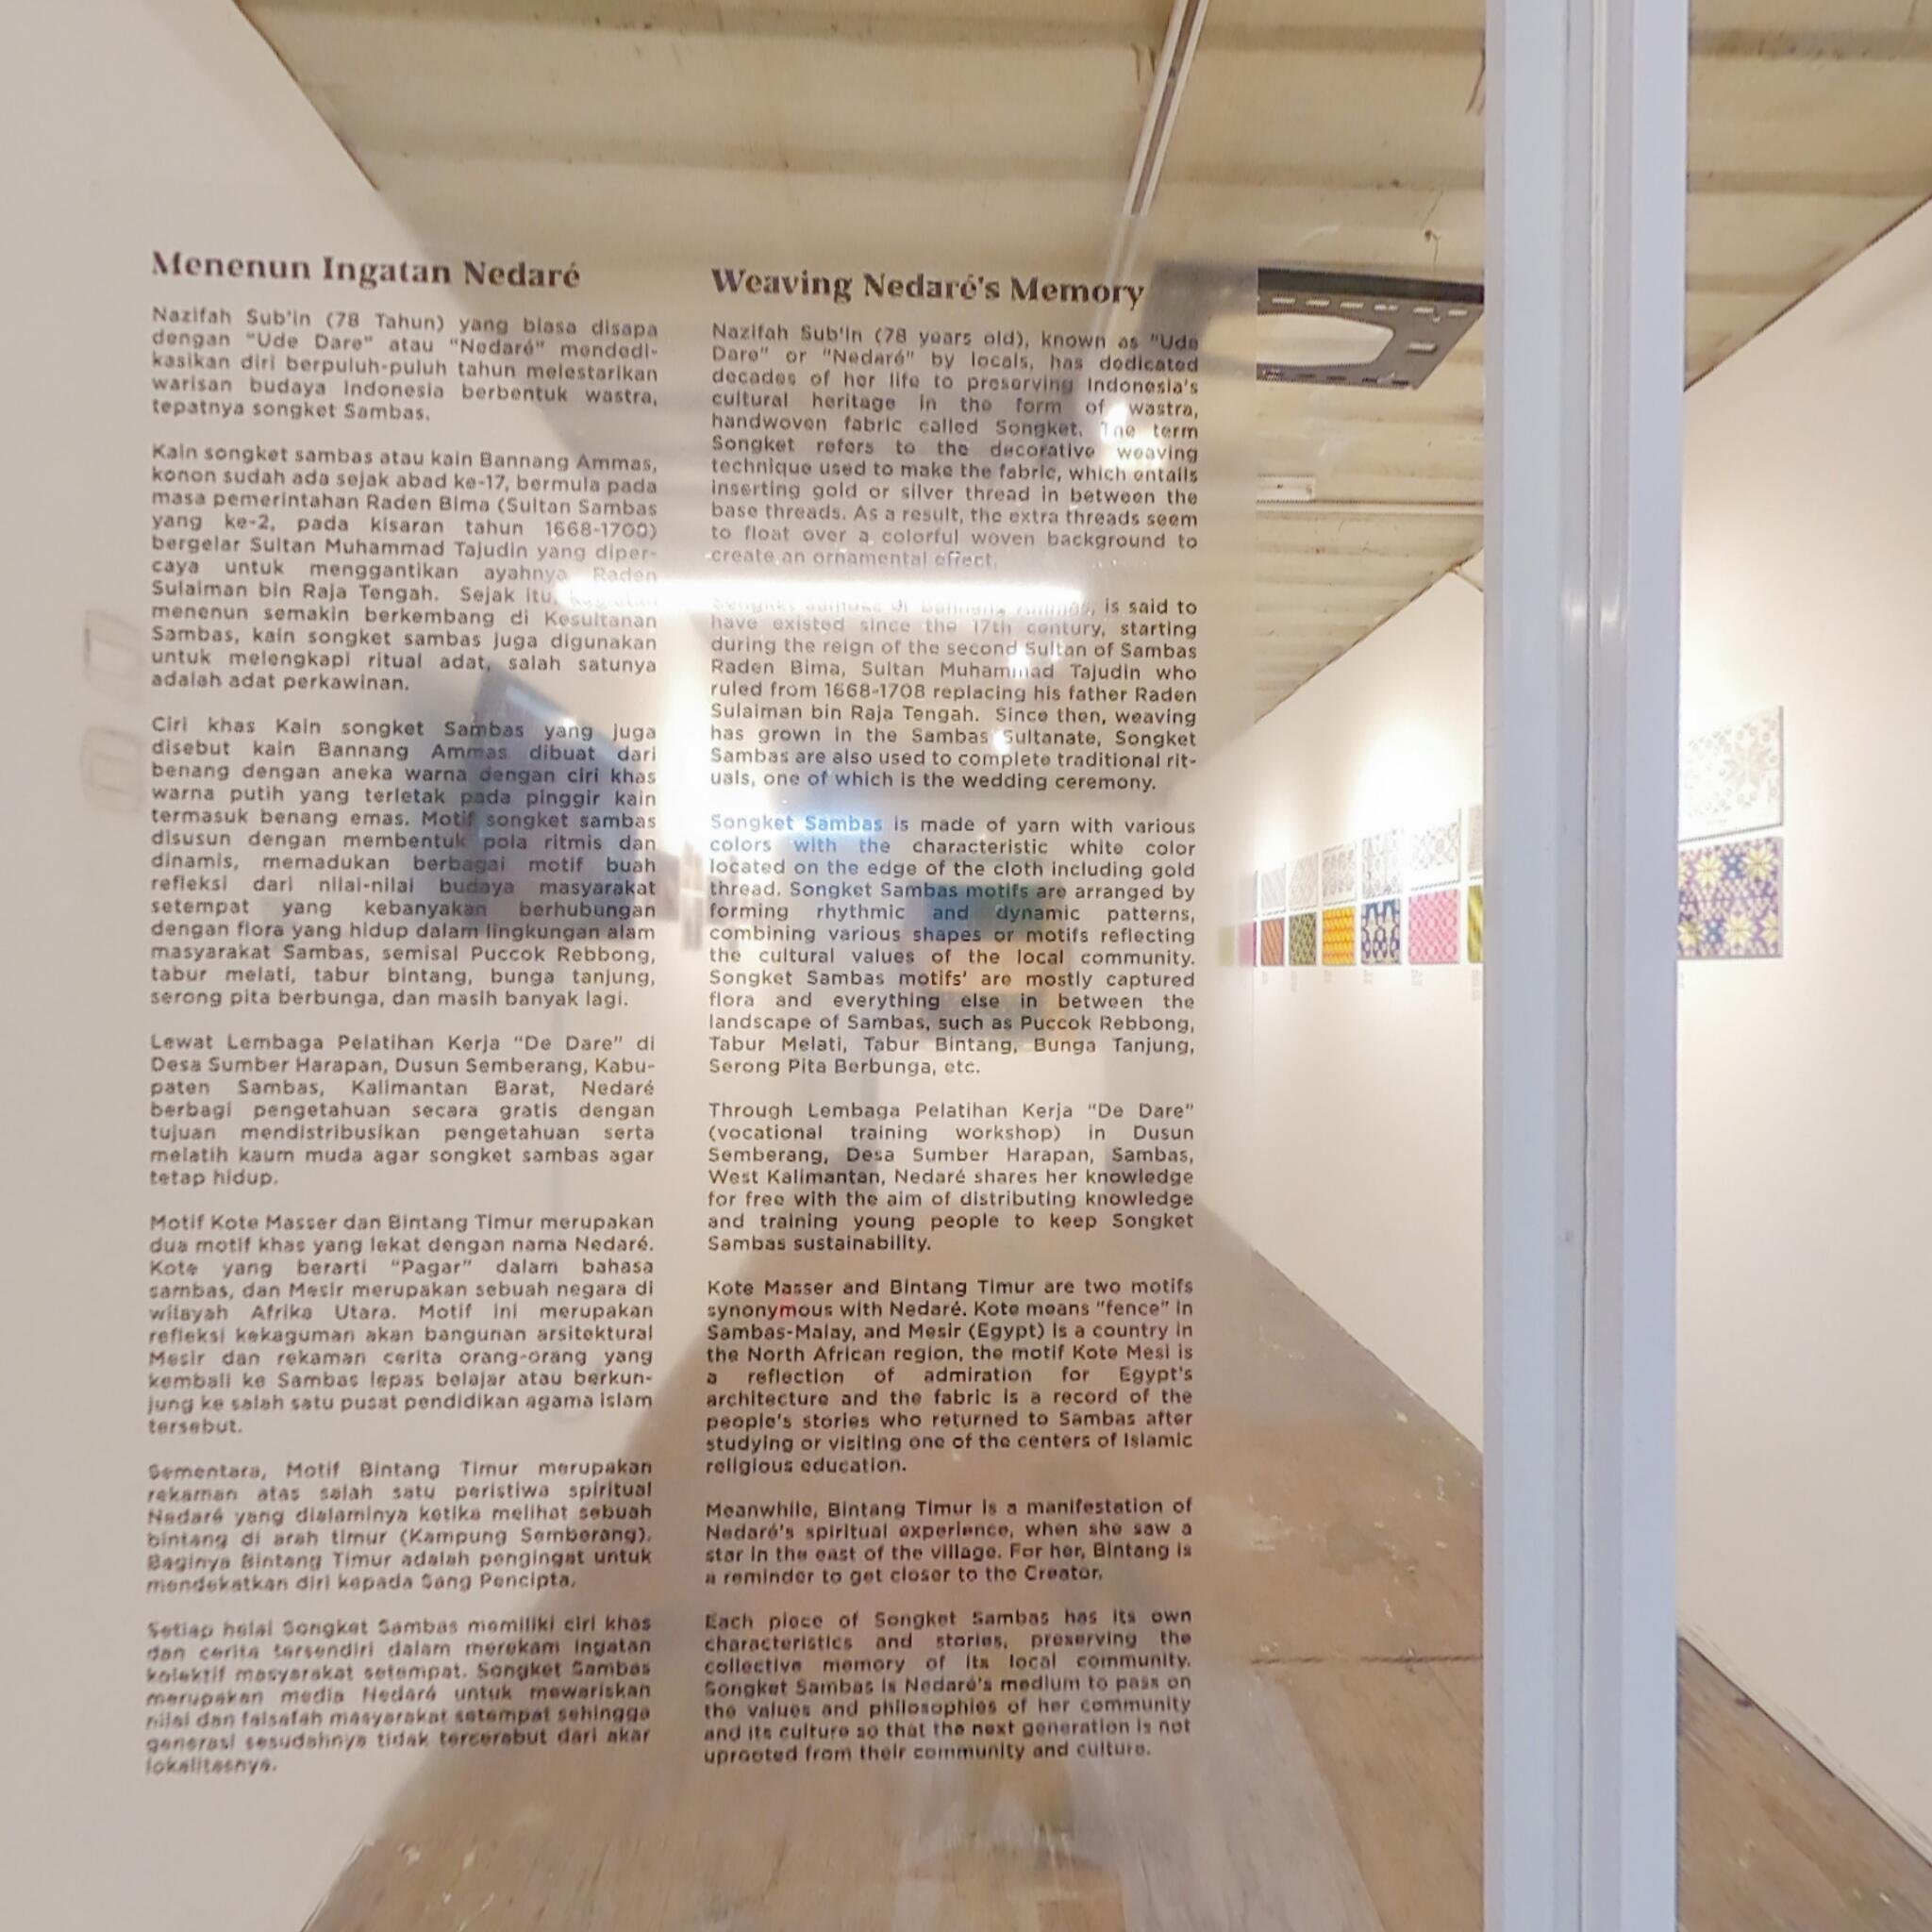 Menenun Ingatan Nedaré
Nazifah Sub'in (78 Tahun) yang biasa disapa
dengan "Ude Dare" atau "Nedaré" mendedi-
kasikan diri berpuluh-puluh tahun melestarikan
warisan budaya Indonesia berbentuk wastra,
tepatnya songket Sambas.
Kain songket sambas atau kain Bannang Ammas,
konon sudah ada sejak abad ke-17, bermula pada
masa pemerintahan Raden Bima (Sultan Sambas
yang ke-2, pada kisaran tahun 1668-1700)
bergelar Sultan Muhammad Tajudin yang diper-
caya untuk menggantikan ayahnya Raden
Sulaiman bin Raja Tengah. Sejak itu,
menenun semakin berkembang di Kesultanan
Sambas, kain songket sambas juga digunakan
untuk melengkapi ritual adat, salah satunya
adalah adat perkawinan.
Ciri khas Kain songket Sambas yang juga
disebut kain Bannang Ammas dibuat dari
benang dengan aneka warna dengan ciri khas
warna putih yang terletak pada pinggir kain
termasuk benang emas. Motif songket sambas
disusun dengan membentuk pola ritmis dan
dinamis, memadukan berbagai motif buah
refleksi dari nilai-nilai budaya masyarakat
setempat yang kebanyakan berhubungan
dengan flora yang hidup dalam lingkungan alam
masyarakat Sambas, semisal Puccok Rebbong,
tabur melati, tabur bintang, bunga tanjung,
serong pita berbunga, dan masih banyak lagi.
Lewat Lembaga Pelatihan Kerja "De Dare" di
Desa Sumber Harapan, Dusun Semberang, Kabu-
paten Sambas, Kalimantan Barat, Nedaré
berbagi pengetahuan secara gratis dengan
tujuan mendistribusikan pengetahuan serta
melatih kaum muda agar songket sambas agar
tetap hidup.
Motif Kote Masser dan Bintang Timur merupakan
dua motif khas yang lekat dengan nama Nedaré.
Kote yang berarti "Pagar" dalam bahasa
sambas, dan Mesir merupakan sebuah negara di
wilayah Afrika Utara. Motif ini merupakan
refleksi kekaguman akan bangunan arsitektural
Mesir dan rekaman cerita orang-orang yang
kembali ke Sambas lepas belajar atau berkun-
jung ke salah satu pusat pendidikan agama islam
tersebut.
Sementara, Motif Bintang Timur merupakan
rekaman atas salah satu peristiwa spiritual
Nedaré yang dialaminya ketika melihat sebuah
bintang di arah timur (Kampung Semberang).
Baginya Bintang Timur adalah pengingat untuk
mendekatkan diri kepada Sang Pencipta.
Setiap helai Songket Sambas memiliki ciri khas
dan cerita tersendiri dalam merekam ingatan
kolektif masyarakat setempat. Songket Sambas
merupakan media Nedaré untuk mewariskan
nilai dan falsafah masyarakat setempat sehingga
generasi sesudahnya tidak tercerabut dari akar
lokalitasnya.
Weaving Nedaré's Memory
Nazifah Sub'in (78 years old), known as "Ude
Dare" or "Nedaré" by locals, has dedicated
decades of her life to preserving Indonesia's
cultural heritage in the form of wastra,
handwoven fabric called Songket. The term
Songket refers to the decorative weaving
technique used to make the fabric, which entails
inserting gold or silver thread in between the
base threads. As a result, the extra threads seem
to float over a colorful woven background to
create an ornamental effect.
is said to
have existed since the 17th century, starting
during the reign of the second Sultan of Sambas
Raden Bima, Sultan Muhammad Tajudin who
ruled from 1668-1708 replacing his father Raden
Sulaiman bin Raja Tengah. Since then, weaving
has grown in the Sambas Sultanate, Songket
Sambas are also used to complete traditional rit-
uals, one of which is the wedding ceremony.
Songket Sambas is made of yarn with various
colors with the characteristic white color
located on the edge of the cloth including gold
thread. Songket Sambas motifs are arranged by
forming rhythmic and dynamic patterns,
combining various shapes or motifs reflecting
the cultural values of the local community.
Songket Sambas motifs' are mostly captured
flora and everything else in between the
landscape of Sambas, such as Puccok Rebbong,
Tabur Melati, Tabur Bintang, Bunga Tanjung,
Serong Pita Berbunga, etc.
Through Lembaga Pelatihan Kerja "De Dare"
(vocational training workshop) in Dusun
Semberang, Desa Sumber Harapan, Sambas,
West Kalimantan, Nedaré shares her knowledge
for free with the aim of distributing knowledge
and training young people to keep Songket
Sambas sustainability.
Kote Masser and Bintang Timur are two motifs
synonymous with Nedaré. Kote means "fence" in
Sambas-Malay, and Mesir (Egypt) is a country in
the North African region, the motif Kote Mesi is
a reflection of admiration for Egypt's
architecture and the fabric is a record of the
people's stories who returned to Sambas after
studying or visiting one of the centers of Islamic
religious education.
Meanwhile, Bintang Timur is a manifestation of
Nedaré's spiritual experience, when she saw a
star in the east of the village. For her, Bintang is
a reminder to get closer to the Creator.
Each piece of Songket Sambas has its own
characteristics and stories, preserving the
collective memory of its local community.
Songket Sambas is Nedaré's medium to pass on
the values and philosophies of her community
and its culture so that the next generation is not
uprooted from their community and culture.